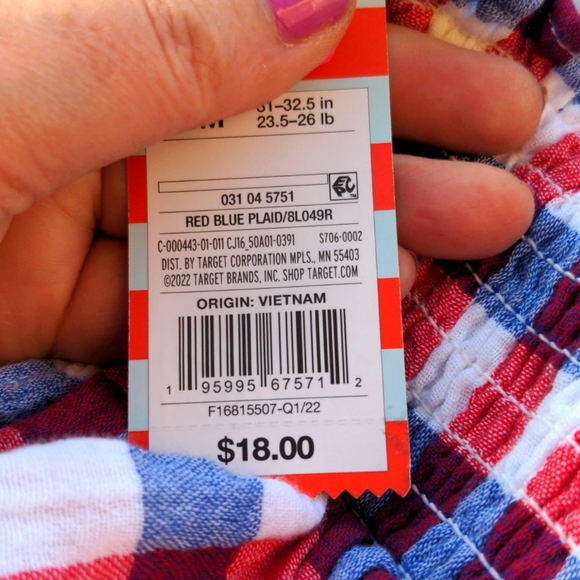 31–32.5 in
M 23.5–26 lb
031 04 5751
RED BLUE PLAID/8L049R
C-000443-01-011 CJ16_50A01-0391 S706-0002
DIST. BY TARGET CORPORATION MPLS., MN 55403
©2022 TARGET BRANDS, INC. SHOP TARGET.COM
ORIGIN: VIETNAM
1 95995 67571 2
F16815507-Q1/22
$18.00